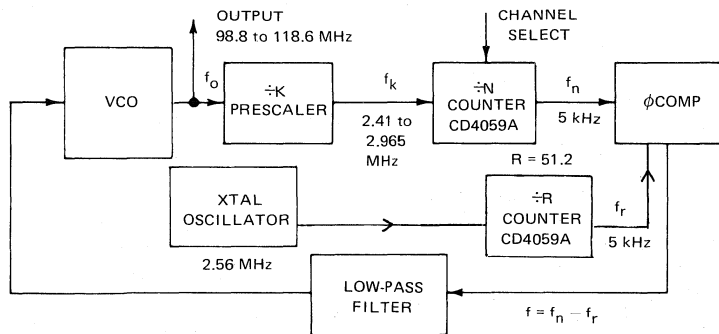 OUTPUT
98.8 to 118.6 MHz
CHANNEL
SELECT
VCO
fo
÷K
PRESCALER
fk
2.41 to
2.965
MHz
÷N
COUNTER
CD4059A
fn
5 kHz
ϕCOMP
R = 51.2
XTAL
OSCILLATOR
2.56 MHz
÷R
COUNTER
CD4059A
fr
5 kHz
LOW-PASS
FILTER
f = fn – fr